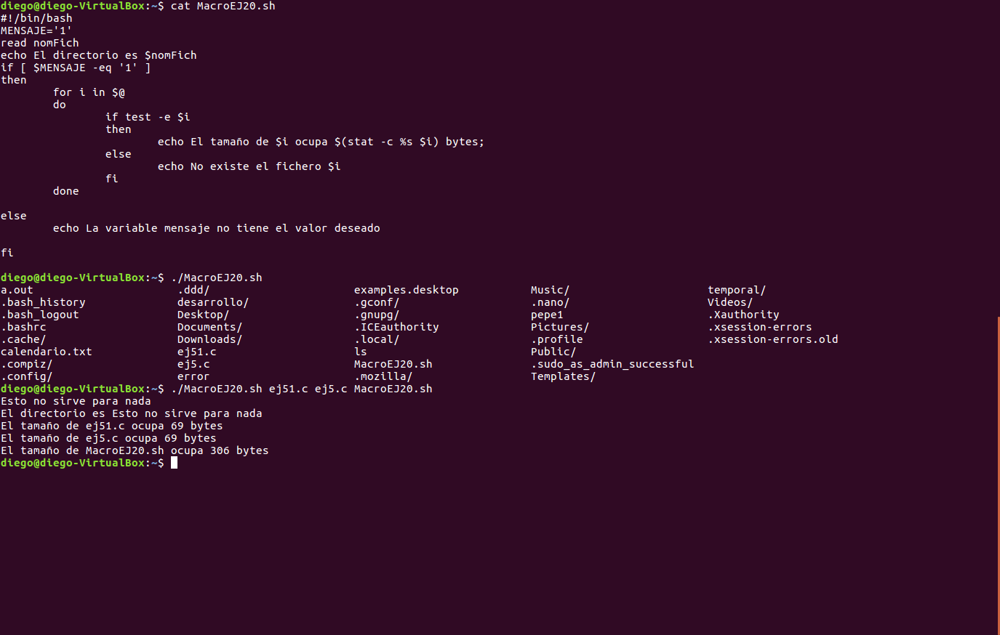 diego@diego-VirtualBox:~$ cat MacroEJ20.sh
#!/bin/bash
MENSAJE='1'
read nomFich
echo El directorio es $nomFich
if [ $MENSAJE -eq '1' ]
then
        for i in $@
        do
                if test -e $i
                then
                        echo El tamaño de $i ocupa $(stat -c %s $i) bytes;
                else
                        echo No existe el fichero $i
                fi
        done

else
        echo La variable mensaje no tiene el valor deseado

fi

diego@diego-VirtualBox:~$ ./MacroEJ20.sh
a.out                      .ddd/                      examples.desktop           Music/                     temporal/
.bash_history              desarrollo/                .gconf/                    .nano/                     Videos/
.bash_logout               Desktop/                   .gnupg/                    pepe1                      .Xauthority
.bashrc                    Documents/                 .ICEauthority              Pictures/                  .xsession-errors
.cache/                    Downloads/                 .local/                    .profile                   .xsession-errors.old
calendario.txt             ej51.c                     ls                         Public/
.compiz/                   ej5.c                      MacroEJ20.sh               .sudo_as_admin_successful
.config/                   error                      .mozilla/                  Templates/
diego@diego-VirtualBox:~$ ./MacroEJ20.sh ej51.c ej5.c MacroEJ20.sh
Esto no sirve para nada
El directorio es Esto no sirve para nada
El tamaño de ej51.c ocupa 69 bytes
El tamaño de ej5.c ocupa 69 bytes
El tamaño de MacroEJ20.sh ocupa 306 bytes
diego@diego-VirtualBox:~$